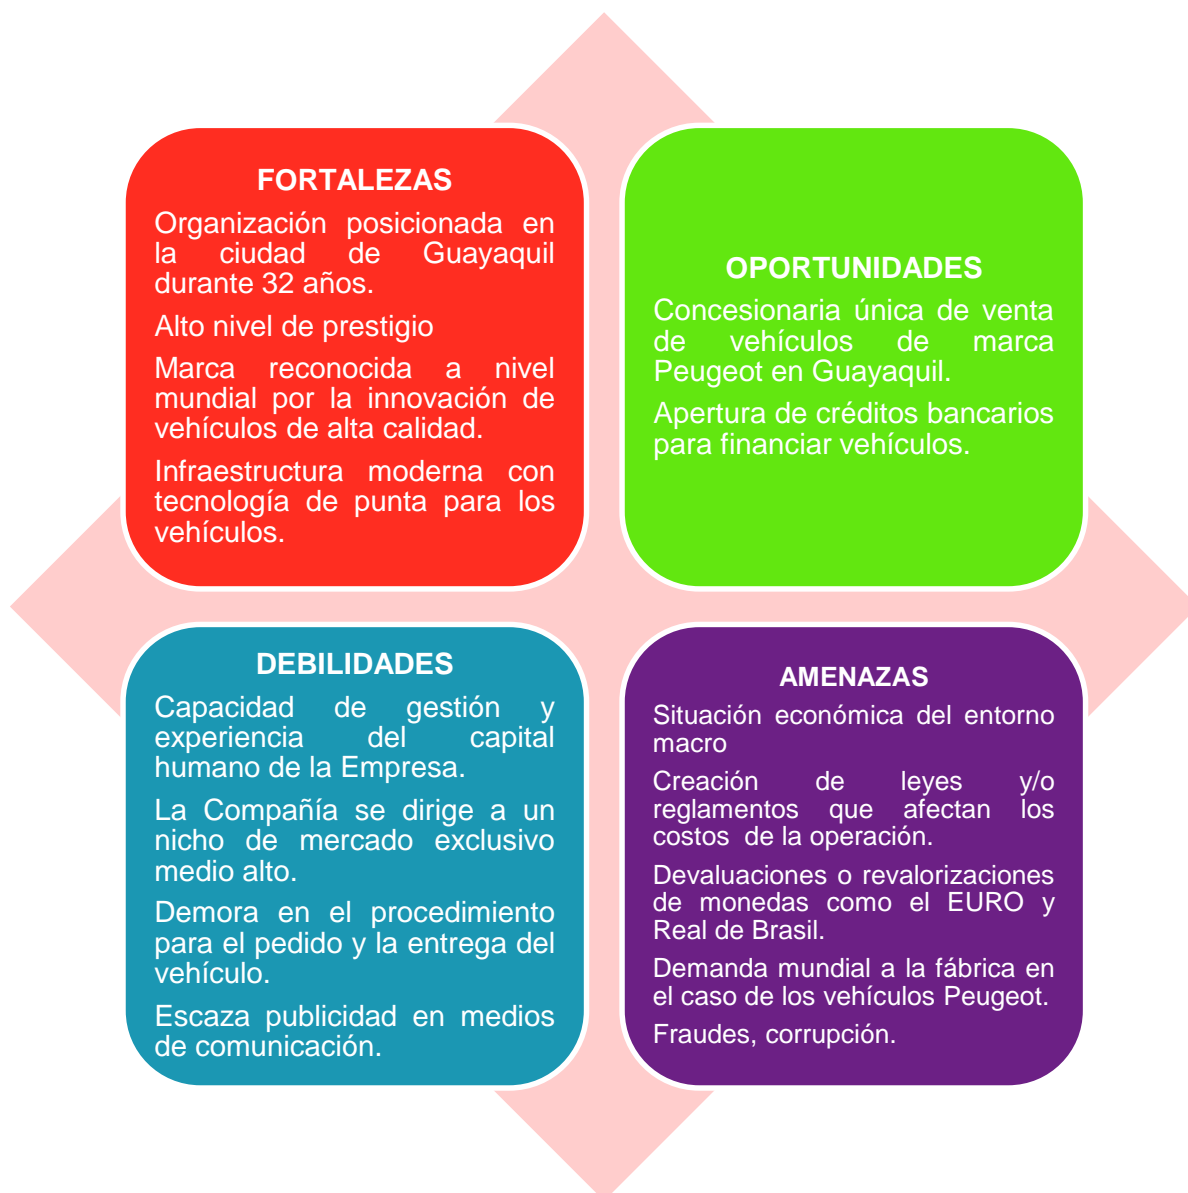 FORTALEZAS
Organización posicionada en
la ciudad de Guayaquil
durante 32 años.
Alto nivel de prestigio
Marca reconocida a nivel
mundial por la innovación de
vehículos de alta calidad.
Infraestructura moderna con
tecnología de punta para los
vehículos.
OPORTUNIDADES
Concesionaria única de venta
de vehículos de marca
Peugeot en Guayaquil.
Apertura de créditos bancarios
para financiar vehículos.
DEBILIDADES
Capacidad de gestión y
experiencia del capital
humano de la Empresa.
La Compañía se dirige a un
nicho de mercado exclusivo
medio alto.
Demora en el procedimiento
para el pedido y la entrega del
vehículo.
Escaza publicidad en medios
de comunicación.
AMENAZAS
Situación económica del entorno
macro
Creación de leyes y/o
reglamentos que afectan los
costos de la operación.
Devaluaciones o revalorizaciones
de monedas como el EURO y
Real de Brasil.
Demanda mundial a la fábrica en
el caso de los vehículos Peugeot.
Fraudes, corrupción.